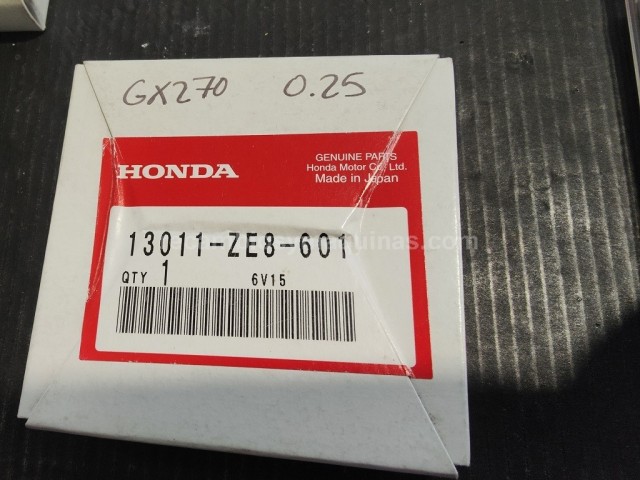 GX270 0.25
HONDA
GENUINE PARTS
Honda Motor Co., Ltd.
Made in Japan
13011-ZE8-601
QTY 1 6V15